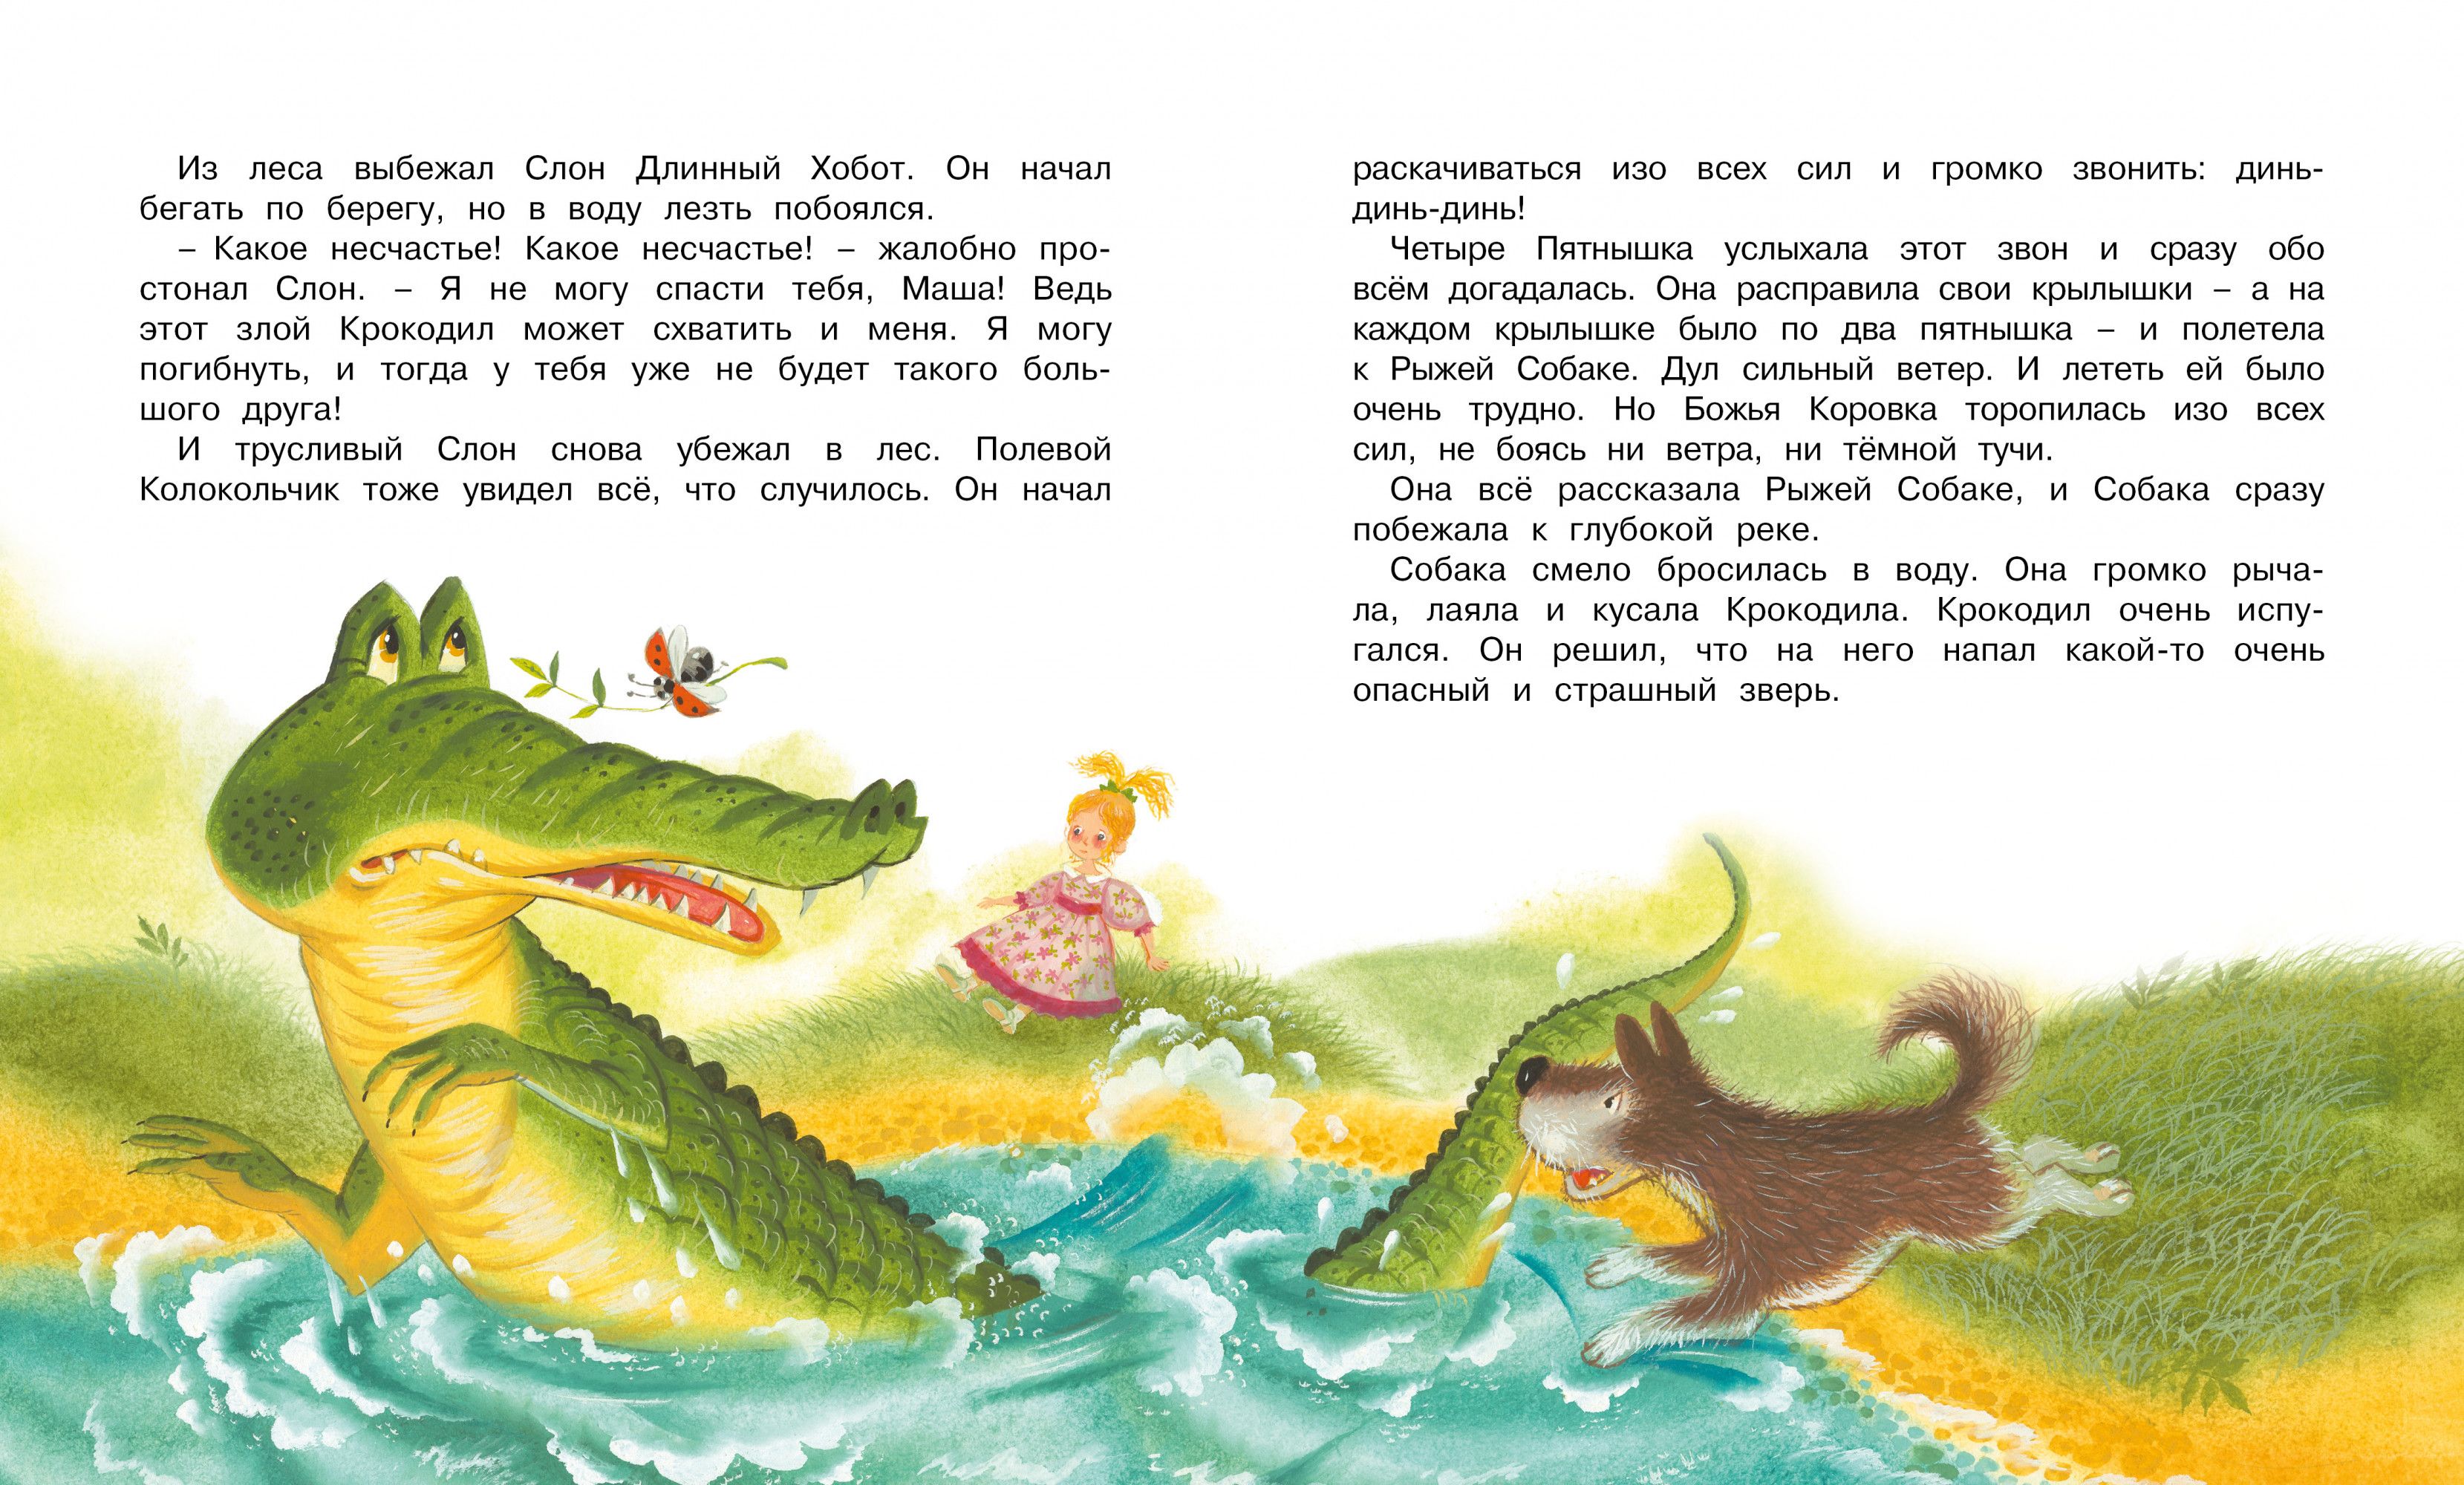 Из леса выбежал Слон Длинный Хобот. Он начал
бегать по берегу, но в воду лезть побоялся.
– Какое несчастье! Какое несчастье! – жалобно про-
стонал Слон. – Я не могу спасти тебя, Маша! Ведь
этот злой Крокодил может схватить и меня. Я могу
погибнуть, и тогда у тебя уже не будет такого боль-
шого друга!
И трусливый Слон снова убежал в лес. Полевой
Колокольчик тоже увидел всё, что случилось. Он начал
раскачиваться изо всех сил и громко звонить: динь-
динь-динь!
Четыре Пятнышка услыхала этот звон и сразу обо
всём догадалась. Она расправила свои крылышки – а на
каждом крылышке было по два пятнышка – и полетела
к Рыжей Собаке. Дул сильный ветер. И лететь ей было
очень трудно. Но Божья Коровка торопилась изо всех
сил, не боясь ни ветра, ни тёмной тучи.
Она всё рассказала Рыжей Собаке, и Собака сразу
побежала к глубокой реке.
Собака смело бросилась в воду. Она громко рыча-
ла, лаяла и кусала Крокодила. Крокодил очень испу-
гался. Он решил, что на него напал какой-то очень
опасный и страшный зверь.